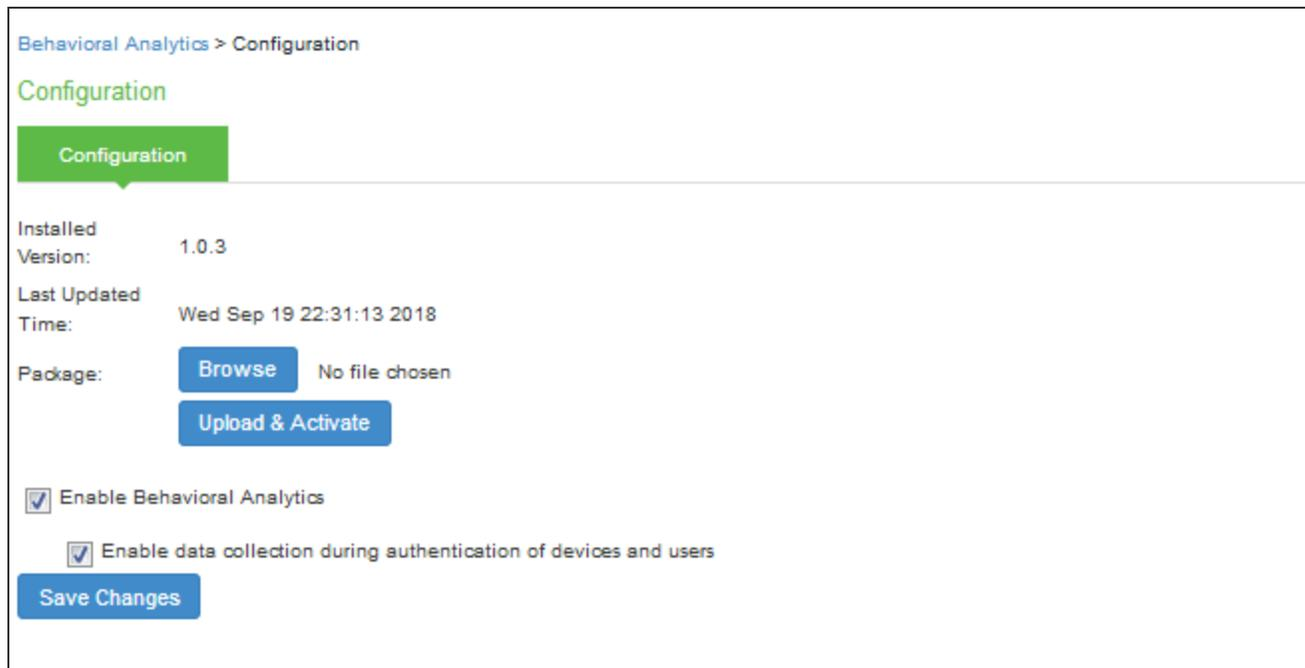 Behavioral Analytics > Configuration
Configuration
Configuration
Installed
Version:
1.0.3
Last Updated
Time:
Wed Sep 19 22:31:13 2018
Package:
Browse
No file chosen
Upload & Activate
Enable Behavioral Analytics
Enable data collection during authentication of devices and users
Save Changes